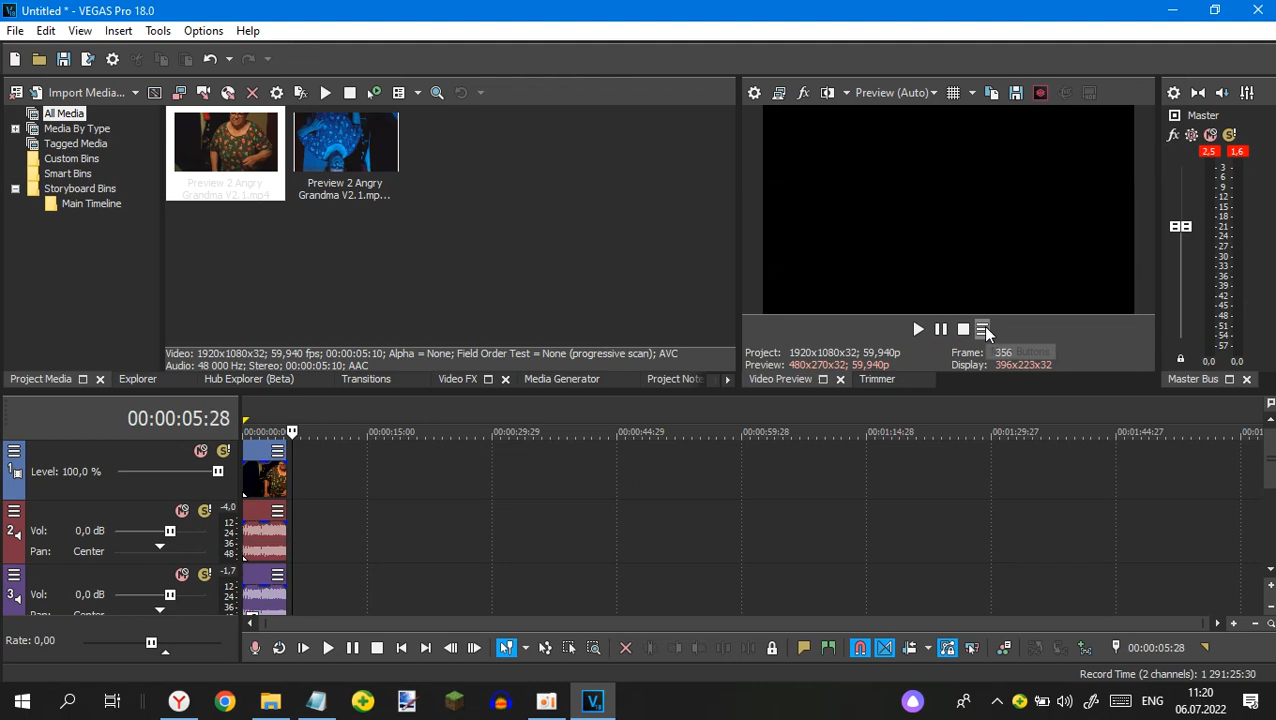 Untitled * - VEGAS Pro 18.0
File Edit View Insert Tools Options Help
Import Media...
Preview (Auto)
All Media
Media By Type
Tagged Media
Custom Bins
Smart Bins
Storyboard Bins
Main Timeline
Preview 2 Angry
Grandma V2.1.mp4
Preview 2 Angry
Grandma V2.1.mp...
Video: 1920x1080x32; 59,940 fps; 00:00:05:10; Alpha = None; Field Order Test = None (progressive scan); AVC
Audio: 48 000 Hz; Stereo; 00:00:05:10; AAC
Project: 1920x1080x32; 59,940p
Preview: 480x270x32; 59,940p
Frame: 356
Buttons
Display: 396x223x32
Master
fx
2,5 1,6
- 3 -
- 6 -
- 9 -
-12-
-15-
-18-
-21-
-24-
-27-
-30-
-33-
-36-
-39-
-42-
-45-
-48-
-51-
-54-
-57-
0,0 0,0
Project Media Explorer Hub Explorer (Beta) Transitions Video FX Media Generator Project Note
Video Preview Trimmer
Master Bus
00:00:05:28
00:00:00:0 00:00:15:00 00:00:29:29 00:00:44:29 00:00:59:28 00:01:14:28 00:01:29:27 00:01:44:27 00:01
1
Level: 100,0 %
2
Vol: 0,0 dB
Pan: Center
-4,0
12
24
36
48
3
Vol: 0,0 dB
Pan: Center
-1,7
12
24
36
Rate: 0,00
00:00:05:28
Record Time (2 channels): 1 291:25:30
ENG
11:20
06.07.2022